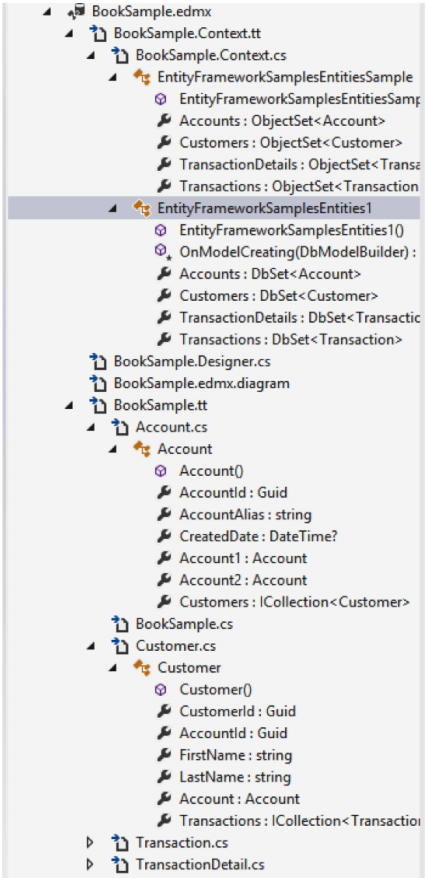 BookSample.edmx
BookSample.Context.tt
BookSample.Context.cs
EntityFrameworkSamplesEntitiesSample
EntityFrameworkSamplesEntitiesSamp
Accounts : ObjectSet<Account>
Customers : ObjectSet<Customer>
TransactionDetails : ObjectSet<Transa
Transactions : ObjectSet<Transaction
EntityFrameworkSamplesEntities1
EntityFrameworkSamplesEntities1()
OnModelCreating(DbModelBuilder) :
Accounts : DbSet<Account>
Customers : DbSet<Customer>
TransactionDetails : DbSet<Transactic
Transactions : DbSet<Transaction>
BookSample.Designer.cs
BookSample.edmx.diagram
BookSample.tt
Account.cs
Account
Account()
AccountId : Guid
AccountAlias : string
CreatedDate : DateTime?
Account1 : Account
Account2 : Account
Customers : ICollection<Customer>
BookSample.cs
Customer.cs
Customer
Customer()
CustomerId : Guid
AccountId : Guid
FirstName : string
LastName : string
Account : Account
Transactions : ICollection<Transaction
Transaction.cs
TransactionDetail.cs